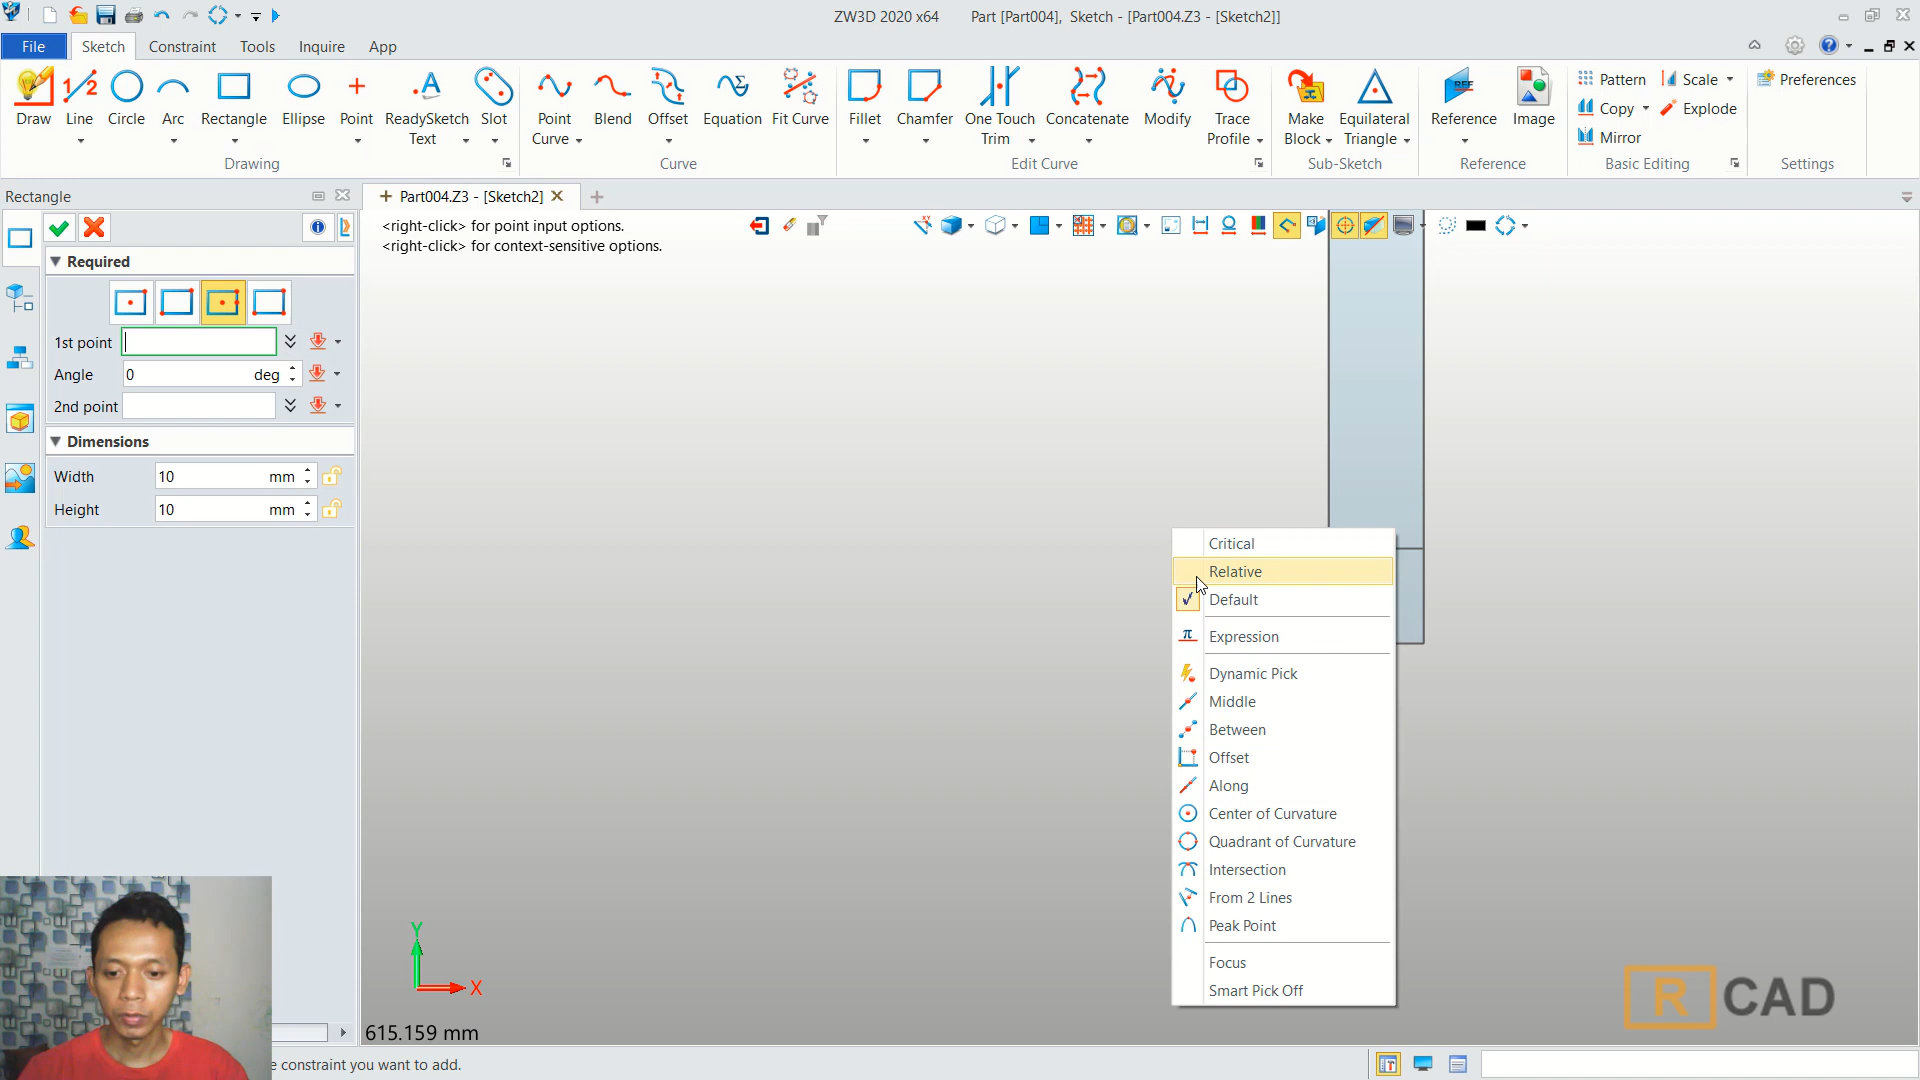 ZW3D 2020 x64
Part [Part004], Sketch - [Part004.Z3 - [Sketch2]]
File
Sketch
Constraint
Tools
Inquire
App
Draw
Line
Circle
Arc
Rectangle
Ellipse
Point
ReadySketch
Text
Slot
Drawing
Point
Curve
Blend
Offset
Equation
Fit Curve
Curve
Fillet
Chamfer
One Touch
Trim
Concatenate
Modify
Trace
Profile
Edit Curve
Make
Block
Equilateral
Triangle
Sub-Sketch
REF
Reference
Image
Reference
Pattern
Scale
Copy
Explode
Mirror
Basic Editing
Preferences
Settings
Rectangle
Part004.Z3 - [Sketch2]
<right-click> for point input options.
<right-click> for context-sensitive options.
Required
1st point
Angle
0
deg
2nd point
Dimensions
Width
10
mm
Height
10
mm
Critical
Relative
Default
Expression
Dynamic Pick
Middle
Between
Offset
Along
Center of Curvature
Quadrant of Curvature
Intersection
From 2 Lines
Peak Point
Focus
Smart Pick Off
Y
X
615.159 mm
R CAD
e constraint you want to add.